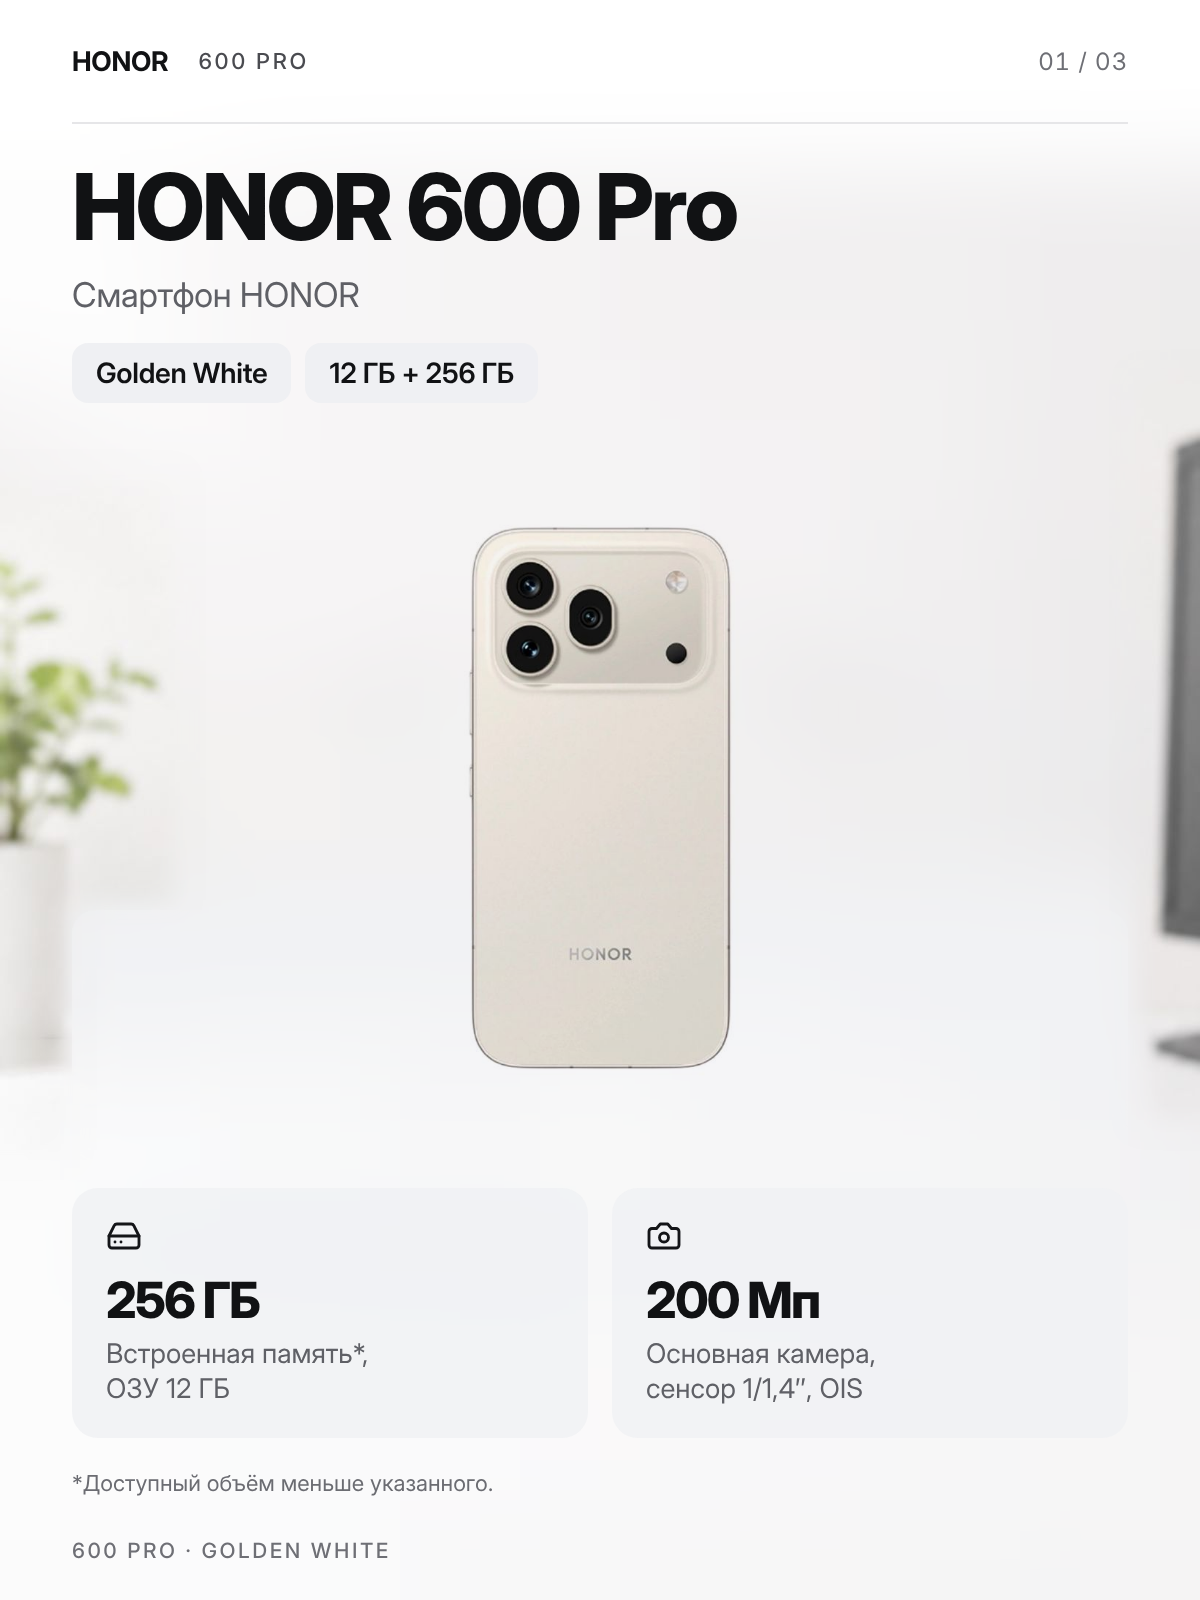 HONOR 600 PRO 01 / 03
HONOR 600 Pro
Смартфон HONOR
Golden White 12 ГБ + 256 ГБ
HONOR
256 ГБ
Встроенная память*,
ОЗУ 12 ГБ
200 Мп
Основная камера,
сенсор 1/1,4″, OIS
*Доступный объём меньше указанного.
600 PRO · GOLDEN WHITE